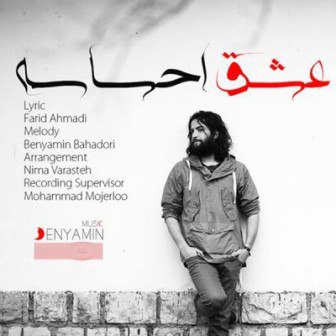 عشق احساسه
Lyric
Farid Ahmadi
Melody
Benyamin Bahadori
Arrangement
Nima Varasteh
Recording Supervisor
Mohammad Mojerloo
MUSIC
BENYAMIN